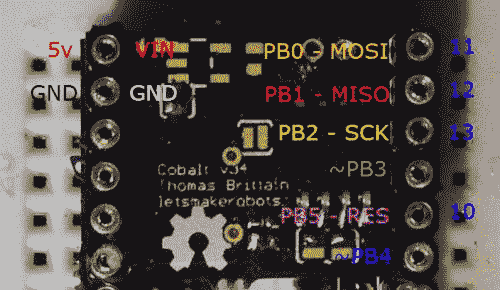 5v VIN PB0 - MOSI 11
GND GND PB1 - MISO 12
PB2 - SCK 13
~PB3
Cobalt v34
Thomas Brittain
letsmakerobots.
PB5 - RES 10
~PB4